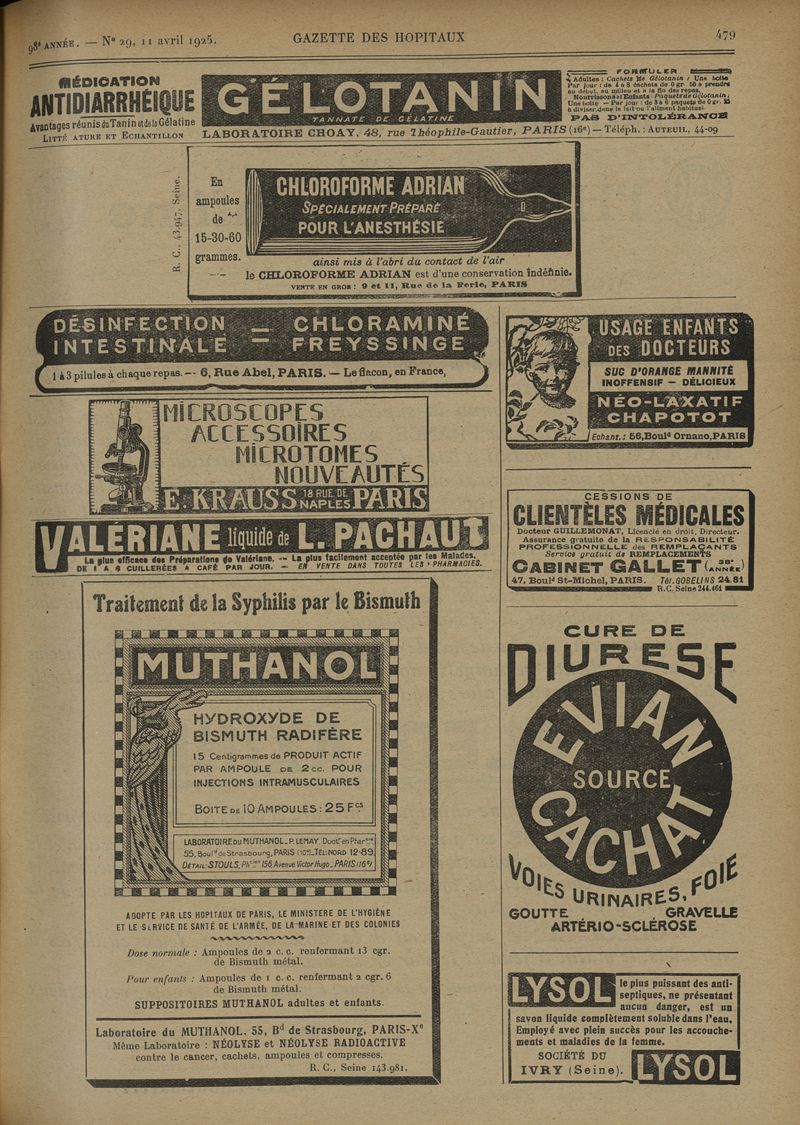 98e ANNÉE. — N° 29, 11 avril 1925.
GAZETTE DES HOPITAUX
479
MÉDICATION
ANTIDIARRHÉIQUE
Avantages réunis du Tanin et de la Gélatine
LITTÉ ATURE ET ÉCHANTILLON
GÉLOTANIN
TANNATE DE GÉLATINE
LABORATOIRE CHOAY, 48, rue Théophile-Gautier, PARIS (16e) — Téléph. : AUTEUIL, 44-09
FORMULER
Adultes : Cachets de Gélotanin : Une boîte
Par jour : de 4 à 8 cachets de 0 gr. 50 à prendre
au début, au milieu et à la fin des repas.
Nourrissons et Enfants : Paquets de Gélotanin :
Une boîte — Par jour : de 3 à 6 paquets de 0 gr. 25
à diviser dans le lait ou l'aliment habituel.
PAS D'INTOLÉRANCE
R. C., 43.947, Seine.
En
ampoules
de
15-30-60
grammes.
CHLOROFORME ADRIAN
SPÉCIALEMENT PRÉPARÉ
POUR L'ANESTHÉSIE
ainsi mis à l'abri du contact de l'air
le CHLOROFORME ADRIAN est d'une conservation indéfinie.
VENTE EN GROS : 9 et 11, Rue de la Perle, PARIS
DÉSINFECTION = CHLORAMINÉ
INTESTINALE = FREYSSINGE
1 à 3 pilules à chaque repas. -- 6, Rue Abel, PARIS. — Le flacon, en France,
MICROSCOPES
ACCESSOIRES
MICROTOMES
NOUVEAUTÉS
E. KRAUSS 18 RUE DE NAPLES PARIS
VALÉRIANE liquide de L. PACHAUT
La plus efficace des Préparations de Valériane. -- La plus facilement acceptée par les Malades.
DE 1 A 4 CUILLERÉES A CAFÉ PAR JOUR. — EN VENTE DANS TOUTES LES PHARMACIES.
Traitement de la Syphilis par le Bismuth
MUTHANOL
HYDROXYDE DE
BISMUTH RADIFÈRE
15 Centigrammes de PRODUIT ACTIF
PAR AMPOULE DE 2cc. POUR
INJECTIONS INTRAMUSCULAIRES
BOITE DE 10 AMPOULES : 25 Fcs
LABORATOIRE DU MUTHANOL_P. LEMAY, Doctr en Pharmcie
55, Bould de Strasbourg, PARIS (10e)_TEL: NORD 12-89,
DÉTAIL: STOULS, Phien 156, Avenue Victor Hugo_PARIS (16e)
ADOPTE PAR LES HOPITAUX DE PARIS, LE MINISTERE DE L'HYGIÈNE
ET LE SERVICE DE SANTÉ DE L'ARMÉE, DE LA MARINE ET DES COLONIES
Dose normale : Ampoules de 2 c. c. renfermant 13 cgr.
de Bismuth métal.
Pour enfants : Ampoules de 1 c. c. renfermant 2 cgr. 6
de Bismuth métal.
SUPPOSITOIRES MUTHANOL adultes et enfants.
Laboratoire du MUTHANOL, 55, Bd de Strasbourg, PARIS-Xe
Même Laboratoire : NÉOLYSE et NÉOLYSE RADIOACTIVE
contre le cancer, cachets, ampoules et compresses.
R. C., Seine 143.981.
USAGE ENFANTS
DES DOCTEURS
SUC D'ORANGE MANNITÉ
INOFFENSIF — DÉLICIEUX
NÉO-LAXATIF
CHAPOTOT
Echant. : 56, Bould Ornano, PARIS
CESSIONS DE
CLIENTÈLES MÉDICALES
Docteur GUILLEMONAT, Licencié en droit, Directeur.
Assurance gratuite de la RESPONSABILITÉ
PROFESSIONNELLE des REMPLAÇANTS
Service gratuit de REMPLACEMENTS
CABINET GALLET (38e ANNÉE)
47, Bould St-Michel, PARIS. Tél. GOBELINS 24.81
R.C. Seine 244.461
CURE DE
DIURESE
EVIAN
SOURCE
CACHAT
VOIES URINAIRES, FOIE
GOUTTE GRAVELLE
ARTÉRIO-SCLÉROSE
LYSOL le plus puissant des anti-
septiques, ne présentant
aucun danger, est un
savon liquide complètement soluble dans l'eau.
Employé avec plein succès pour les accouche-
ments et maladies de la femme.
SOCIÉTÉ DU
IVRY (Seine). LYSOL